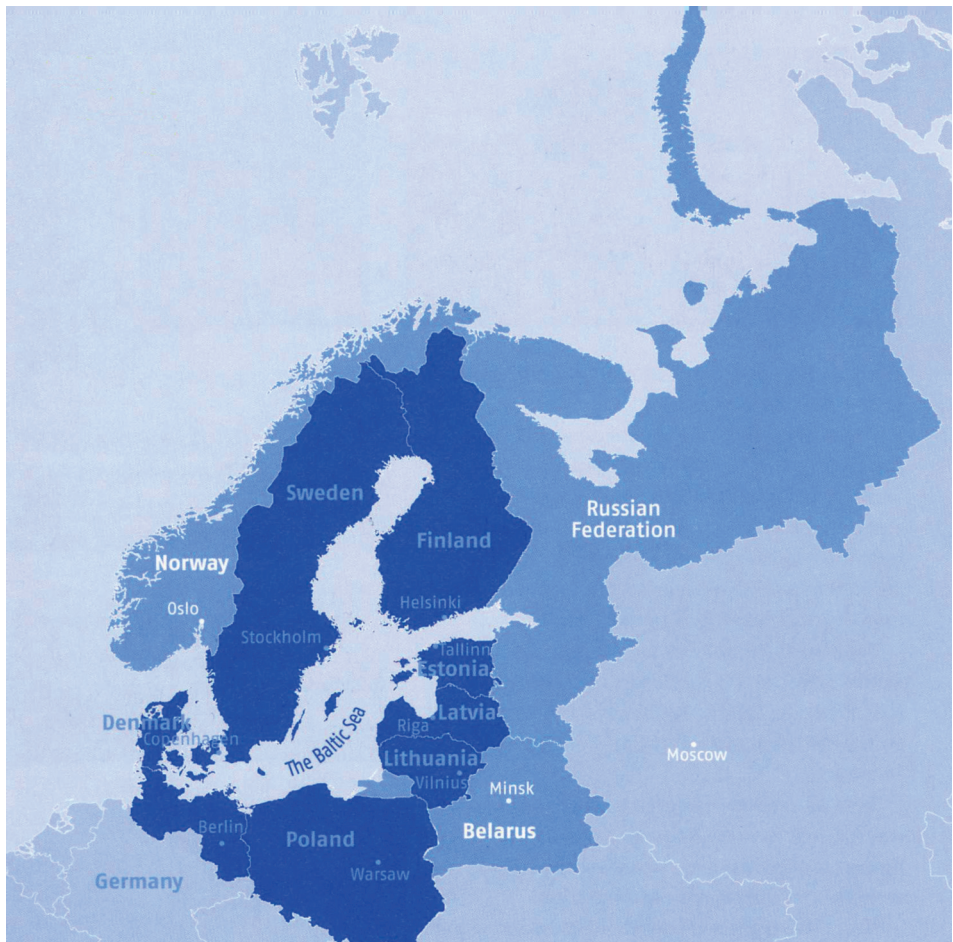 Sweden
Finland
Russian
Federation
Norway
Oslo
Helsinki
Stockholm
Tallinn
Estonia
Denmark
Copenhagen
Riga
Latvia
The Baltic Sea
Lithuania
Vilnius
Moscow
Minsk
Belarus
Berlin
Poland
Warsaw
Germany